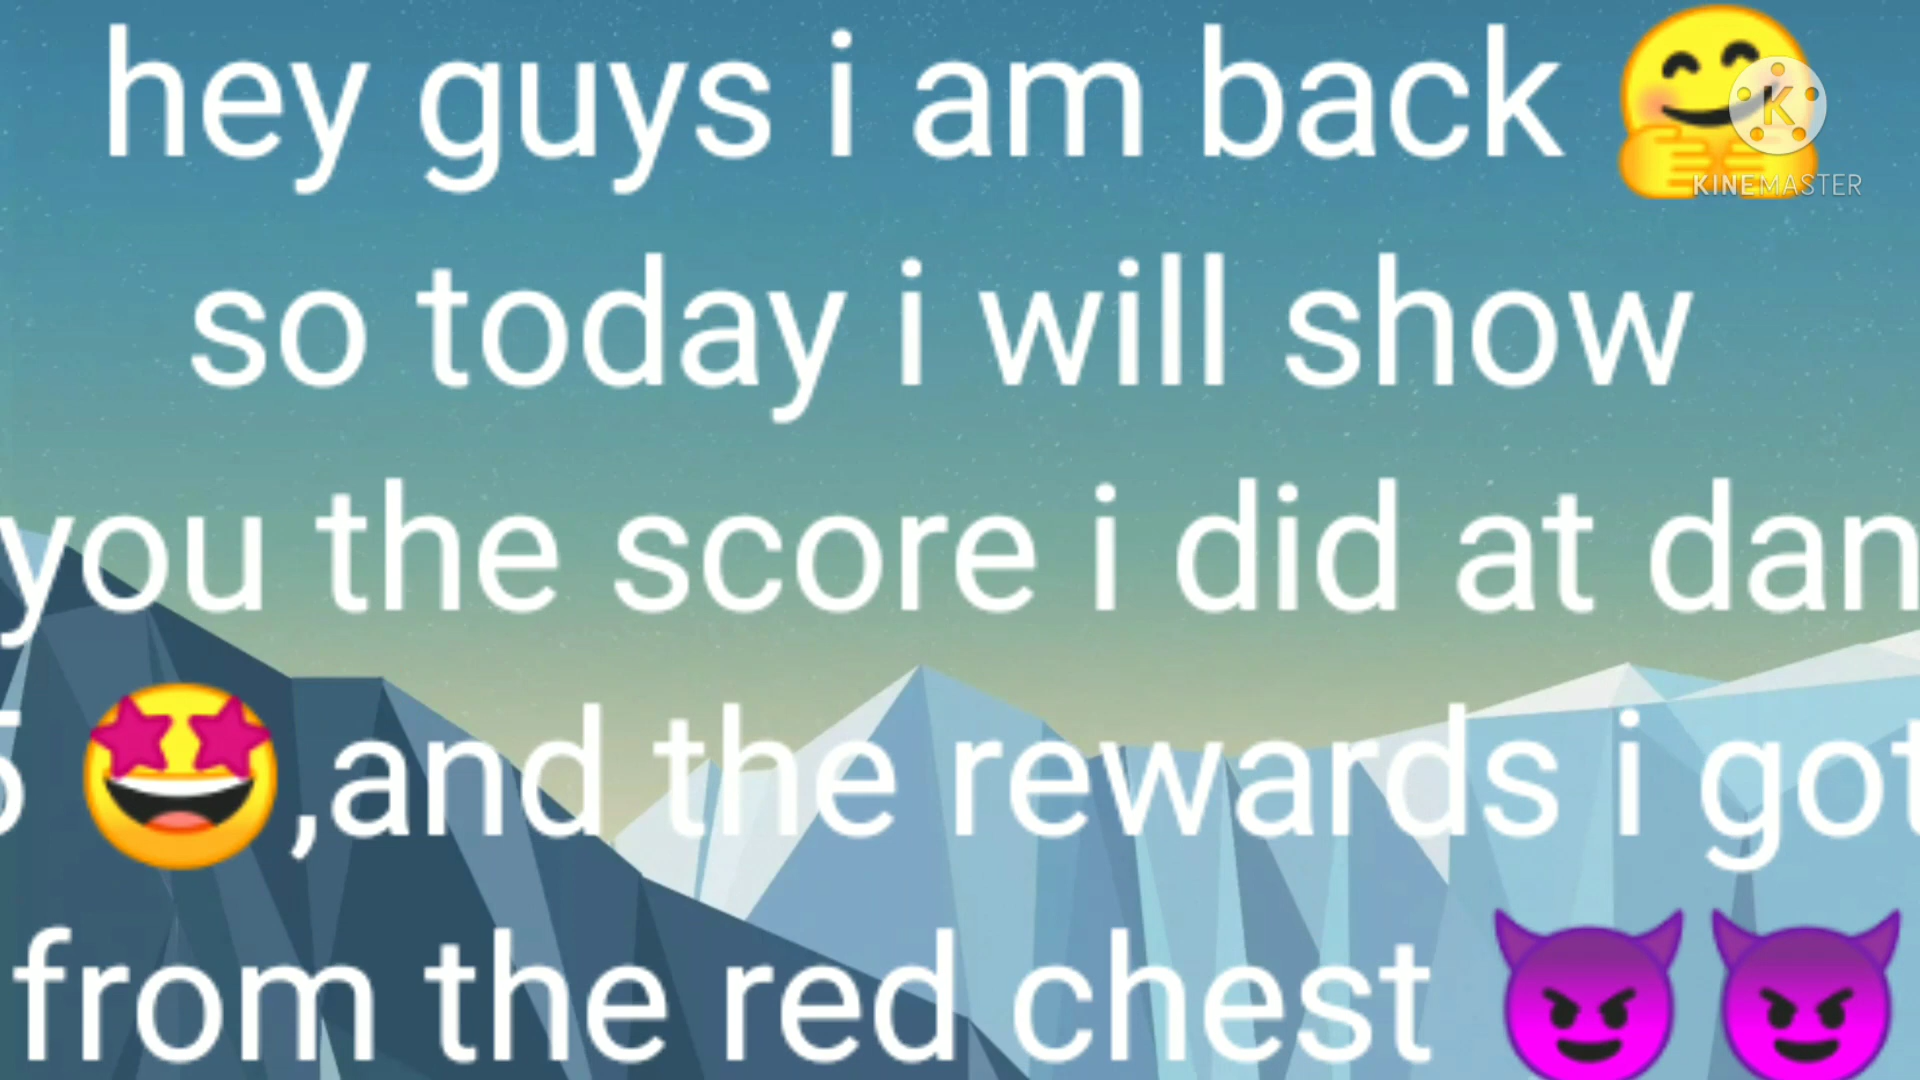 hey guys i am back 🤗
KINEMASTER
so today i will show
you the score i did at dan
5 🤩,and the rewards i got
from the red chest 😈😈